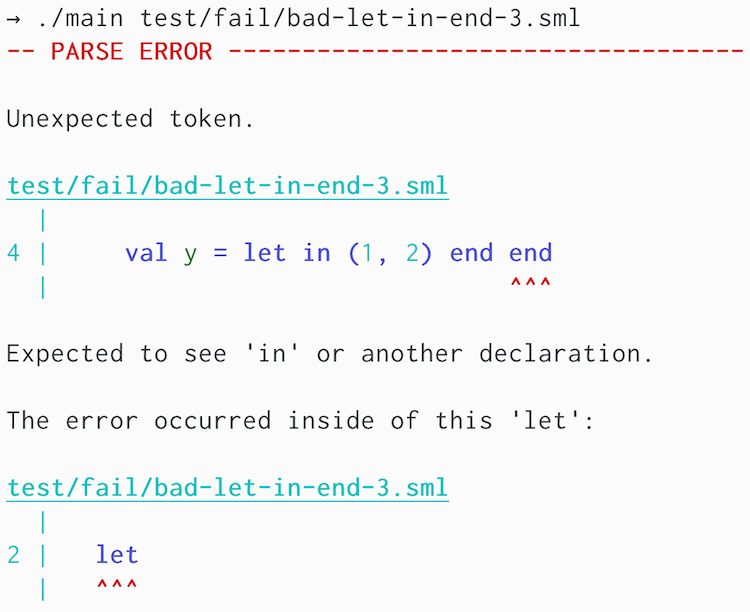 → ./main test/fail/bad-let-in-end-3.sml
-- PARSE ERROR -----------------------------------
Unexpected token.
test/fail/bad-let-in-end-3.sml
|
4 |     val y = let in (1, 2) end end
|                               ^^^
Expected to see 'in' or another declaration.
The error occurred inside of this 'let':
test/fail/bad-let-in-end-3.sml
|
2 |   let
|   ^^^